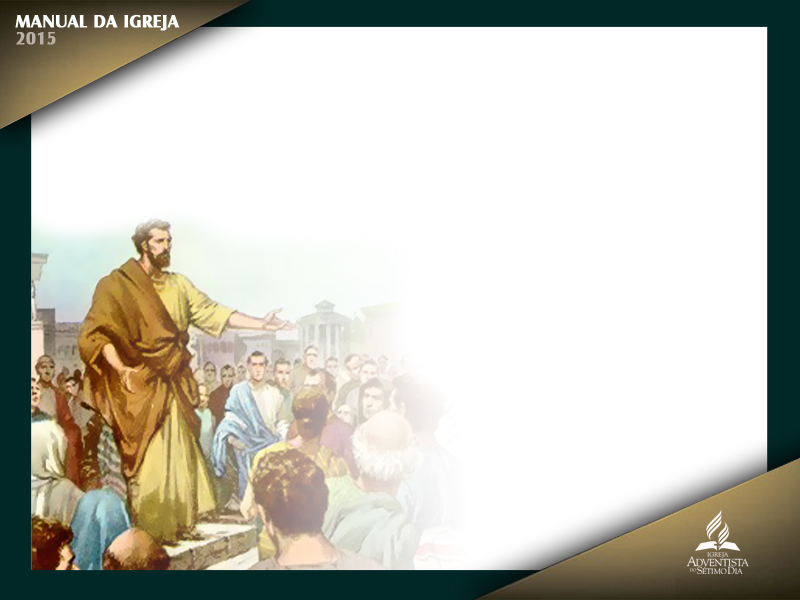 MANUAL DA IGREJA
2015
IGREJA
ADVENTISTA
DO SÉTIMO DIA